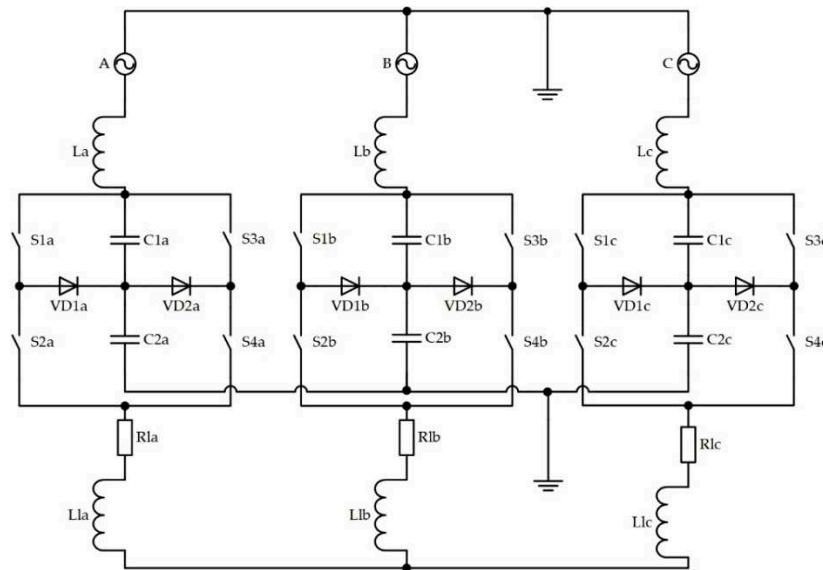 A
B
C
La
Lb
Lc
S1a
C1a
S3a
S1b
C1b
S3b
S1c
C1c
VD1a
VD2a
VD1b
VD2b
VD1c
VD2c
S2a
C2a
S4a
S2b
C2b
S4b
S2c
C2c
Rla
Rlb
Rlc
Lla
Llb
Llc